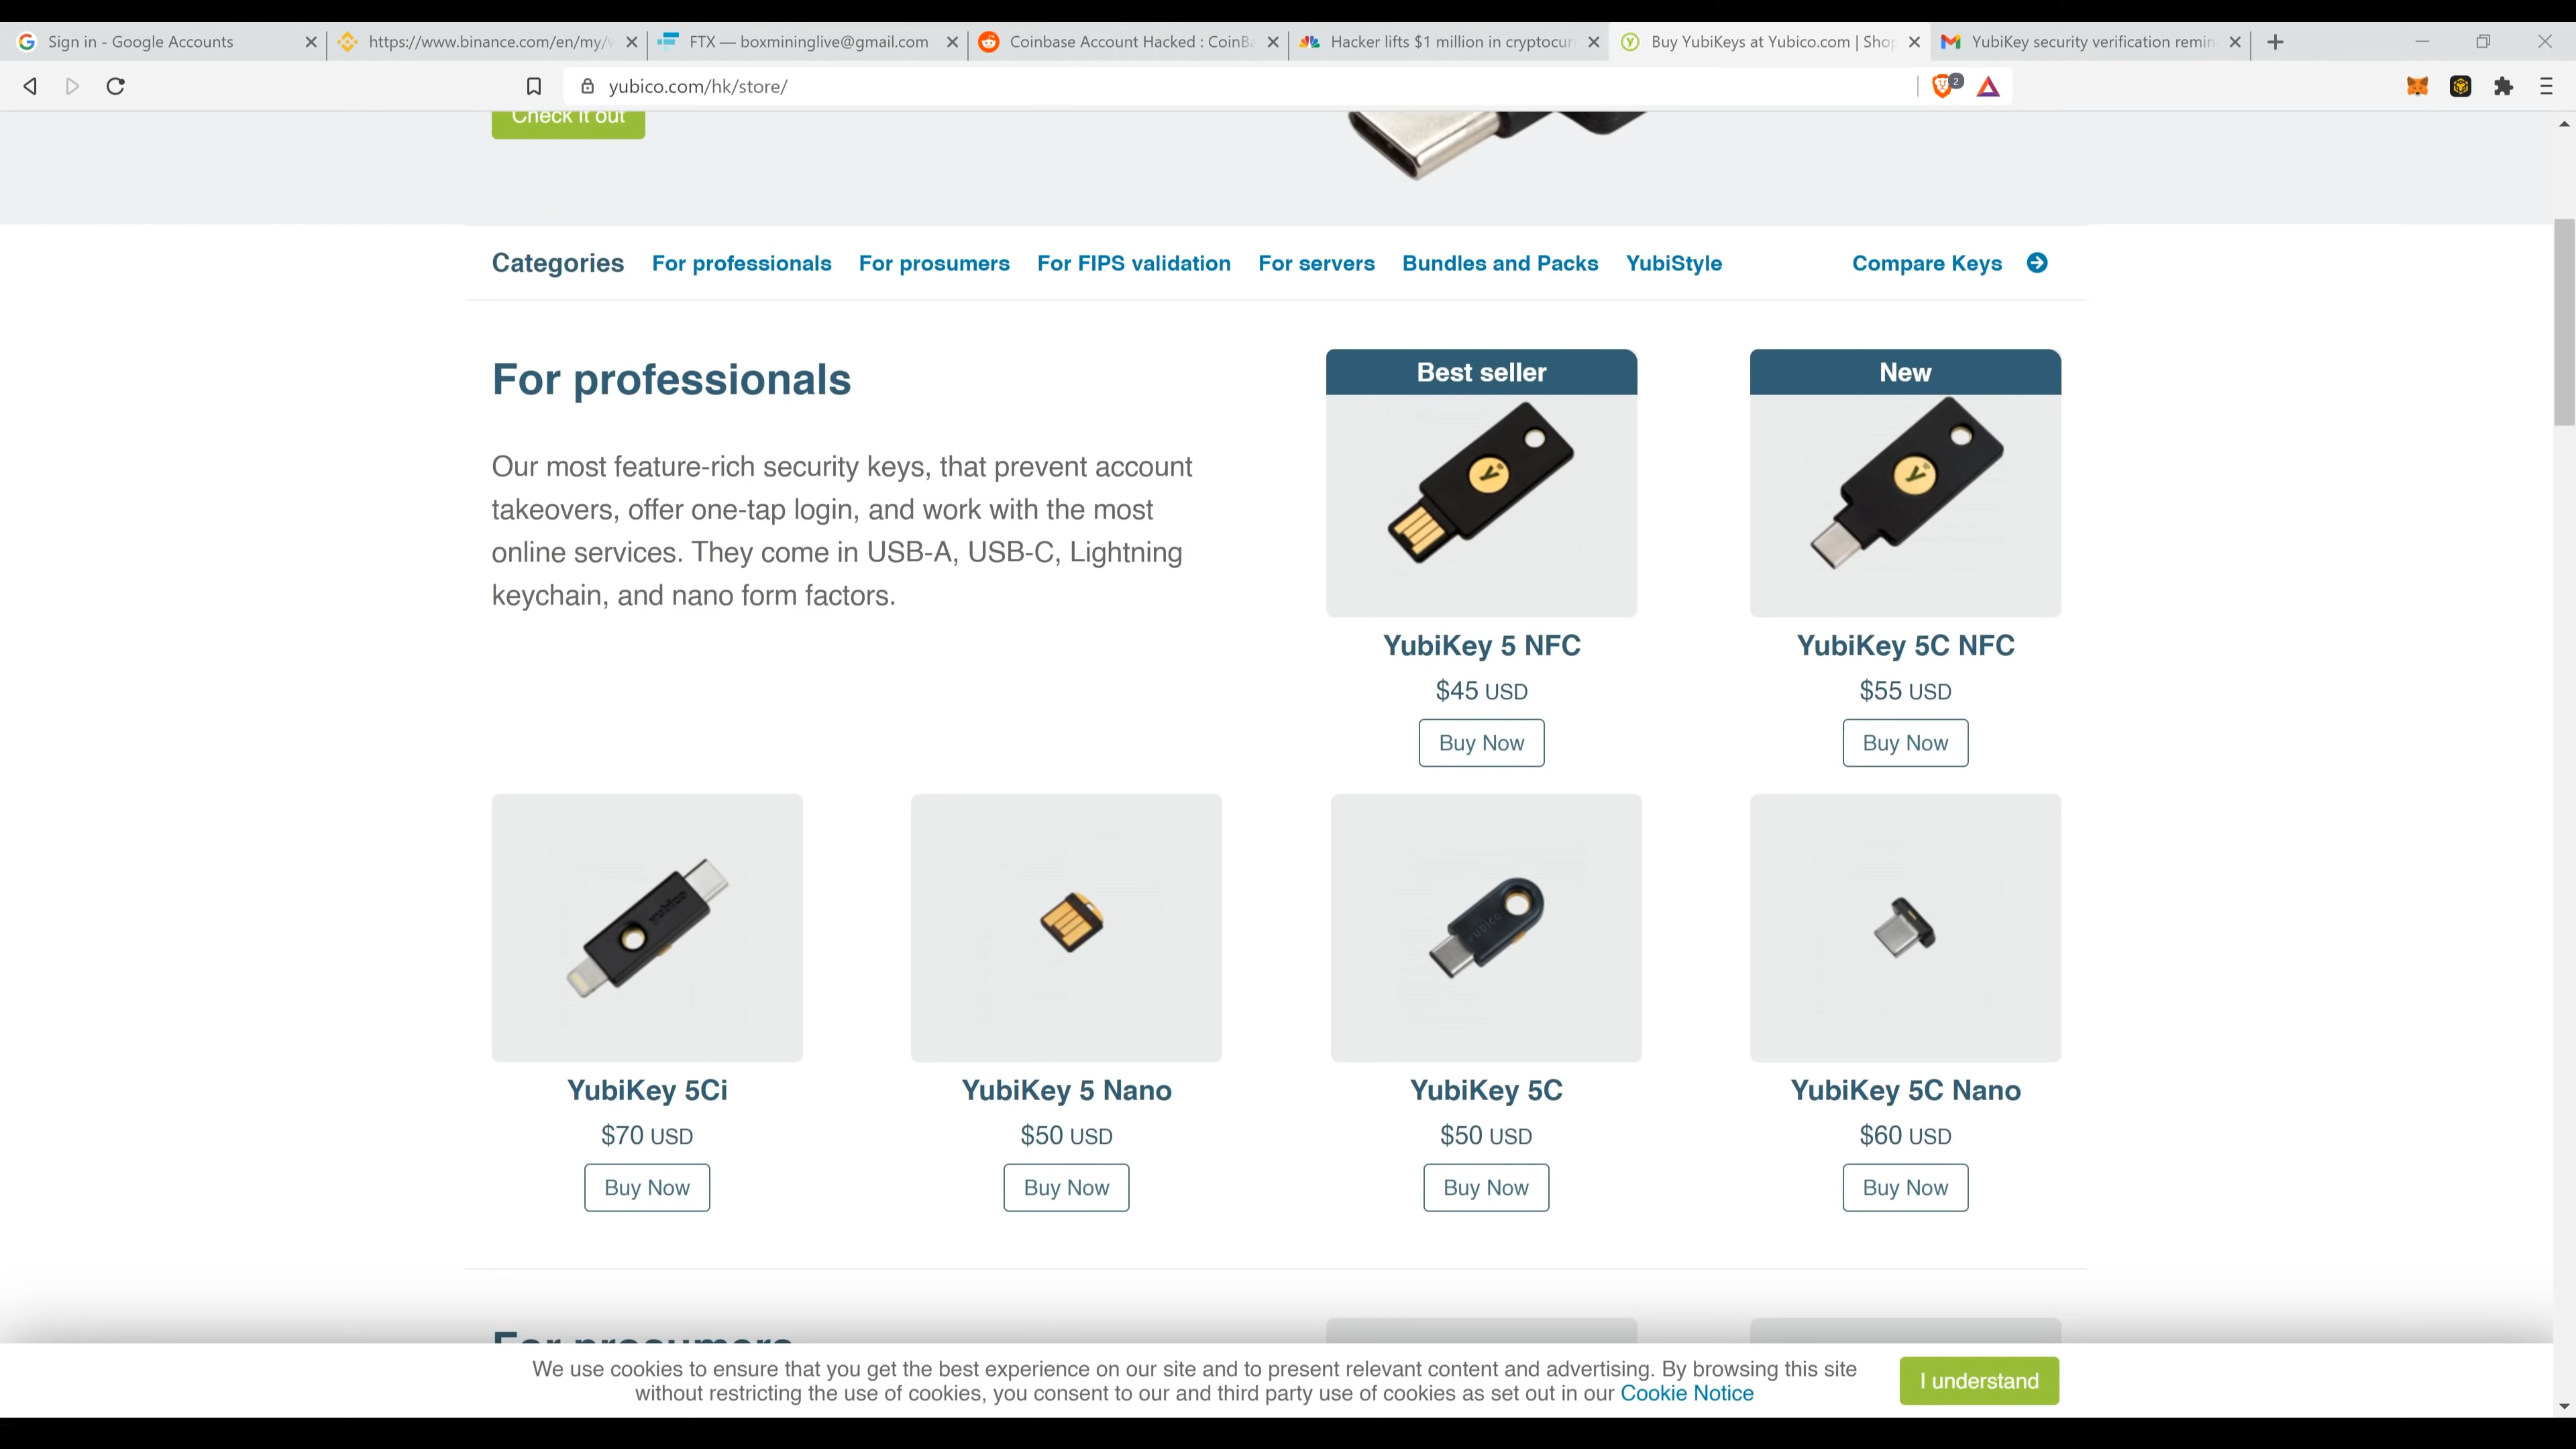 Sign in - Google Accounts
https://www.binance.com/en/my/
FTX — boxmininglive@gmail.com
Coinbase Account Hacked : CoinBa
Hacker lifts $1 million in cryptocurr
Buy YubiKeys at Yubico.com | Shop
YubiKey security verification remin
yubico.com/hk/store/
2
Check it out
Categories
For professionals
For prosumers
For FIPS validation
For servers
Bundles and Packs
YubiStyle
Compare Keys
For professionals
Our most feature-rich security keys, that prevent account
takeovers, offer one-tap login, and work with the most
online services. They come in USB-A, USB-C, Lightning
keychain, and nano form factors.
Best seller
YubiKey 5 NFC
$45 USD
Buy Now
New
YubiKey 5C NFC
$55 USD
Buy Now
yubico
YubiKey 5Ci
$70 USD
Buy Now
YubiKey 5 Nano
$50 USD
Buy Now
yubico
YubiKey 5C
$50 USD
Buy Now
YubiKey 5C Nano
$60 USD
Buy Now
For prosumers
We use cookies to ensure that you get the best experience on our site and to present relevant content and advertising. By browsing this site
without restricting the use of cookies, you consent to our and third party use of cookies as set out in our Cookie Notice
I understand